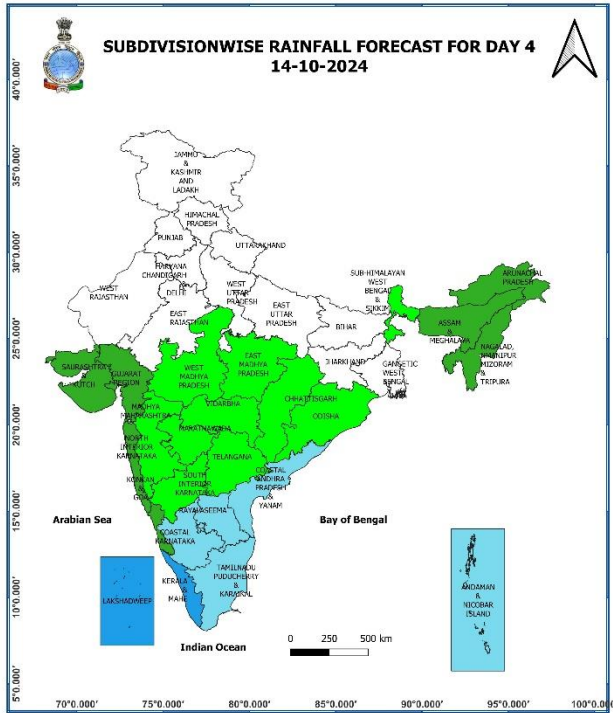 SUBDIVISIONWISE RAINFALL FORECAST FOR DAY 4
14-10-2024
JAMMO
&
KASHMIR
AND
LADAKH
HIMACHAL
PRADESH
PUNJAB
UTTARAKHAND
HARYANA
CHANDIGARH
&
DELHI
WEST
RAJASTHAN
WEST
UTTAR
PRADESH
EAST
RAJASTHAN
EAST
UTTAR
PRADESH
SUB-HIMALAYAN
WEST
BENGAL
&
SIKKIM
ARUNACHAL
PRADESH
BIHAR
ASSAM
&
MEGHALAYA
NAGALAD,
MANIPUR
MIZORAM
&
TRIPURA
JHARKHAND
GANGETIC
WEST
BENGAL
SAURASHTRA
&
KUTCH
GUJARAT
REGION
WEST
MADHYA
PRADESH
EAST
MADHYA
PRADESH
CHHATTISGARH
ODISHA
MADHYA
MAHARASHTRA
VIDARBHA
MARATHAWADA
NORTH
INTERIOR
KARNATAKA
TELANGANA
KONKAN
&
GOA
SOUTH
INTERIOR
KARNATAKA
COASTAL
ANDHRA
PRADESH
&
YANAM
RAYALASEEMA
COASTAL
KARNATAKA
TAMILNADU
PUDUCHERRY
&
KARAIKAL
KERALA
&
MAHE
LAKSHADWEEP
ANDAMAN
&
NICOBAR
ISLAND
Arabian Sea
Bay of Bengal
Indian Ocean
0 250 500 km
40°0.000'
35°0.000'
30°0.000'
25°0.000'
20°0.000'
15°0.000'
10°0.000'
5°0.000'
70°0.000' 75°0.000' 80°0.000' 85°0.000' 90°0.000' 95°0.000' 100°0.000'